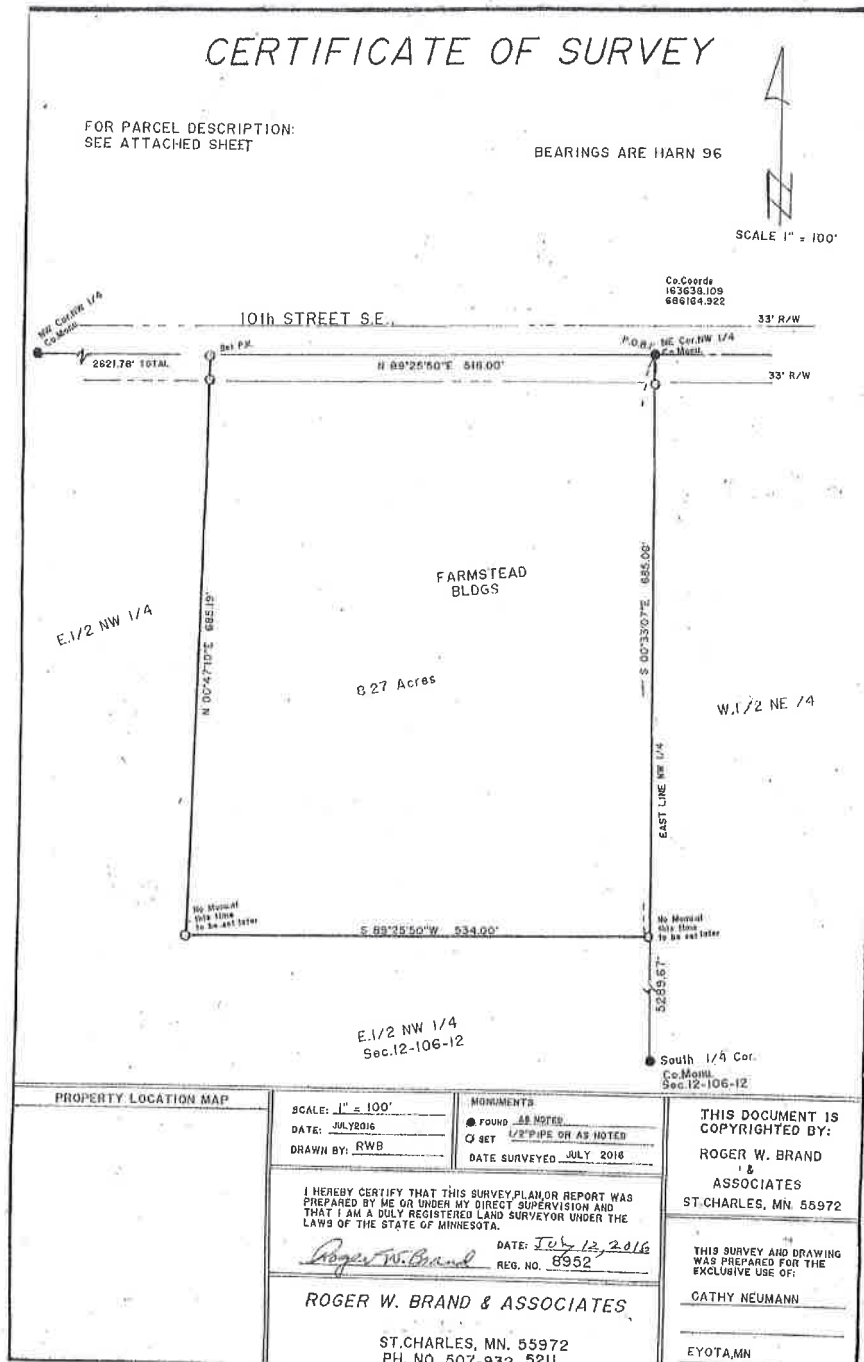 CERTIFICATE OF SURVEY
FOR PARCEL DESCRIPTION:
SEE ATTACHED SHEET
BEARINGS ARE HARN 96
N
SCALE 1" = 100'
Co.Coords
163638.109
686164.922
NW Cor.NW 1/4
Co.Monu.
10th STREET S.E.
33' R/W
Set P.K.
P.O.B.
NE Cor.NW 1/4
Co.Monu.
2621.78' TOTAL
N 89°25'50"E 518.00'
33' R/W
FARMSTEAD
BLDGS
E.1/2 NW 1/4
N 00°47'10"E 685.19'
S 00°33'07"E 685.00'
8.27 Acres
W.1/2 NE /4
EAST LINE NW 1/4
No Monu.at
this time
to be set later
S 89°25'50"W 534.00'
No Monu.at
this time
to be set later
5289.67'
E.1/2 NW 1/4
Sec.12-106-12
South 1/4 Cor.
Co.Monu.
Sec.12-106-12
PROPERTY LOCATION MAP
SCALE: 1" = 100'
DATE: JULY2016
DRAWN BY: RWB
MONUMENTS
FOUND AS NOTED
SET 1/2"PIPE OR AS NOTED
DATE SURVEYED JULY 2016
THIS DOCUMENT IS
COPYRIGHTED BY:
ROGER W. BRAND
&
ASSOCIATES
ST.CHARLES, MN. 55972
I HEREBY CERTIFY THAT THIS SURVEY,PLAN,OR REPORT WAS
PREPARED BY ME OR UNDER MY DIRECT SUPERVISION AND
THAT I AM A DULY REGISTERED LAND SURVEYOR UNDER THE
LAWS OF THE STATE OF MINNESOTA.
Roger W. Brand
DATE: July 12, 2016
REG. NO. 8952
THIS SURVEY AND DRAWING
WAS PREPARED FOR THE
EXCLUSIVE USE OF:
CATHY NEUMANN
EYOTA,MN
ROGER W. BRAND & ASSOCIATES
ST.CHARLES, MN. 55972
PH. NO. 507-932-5211